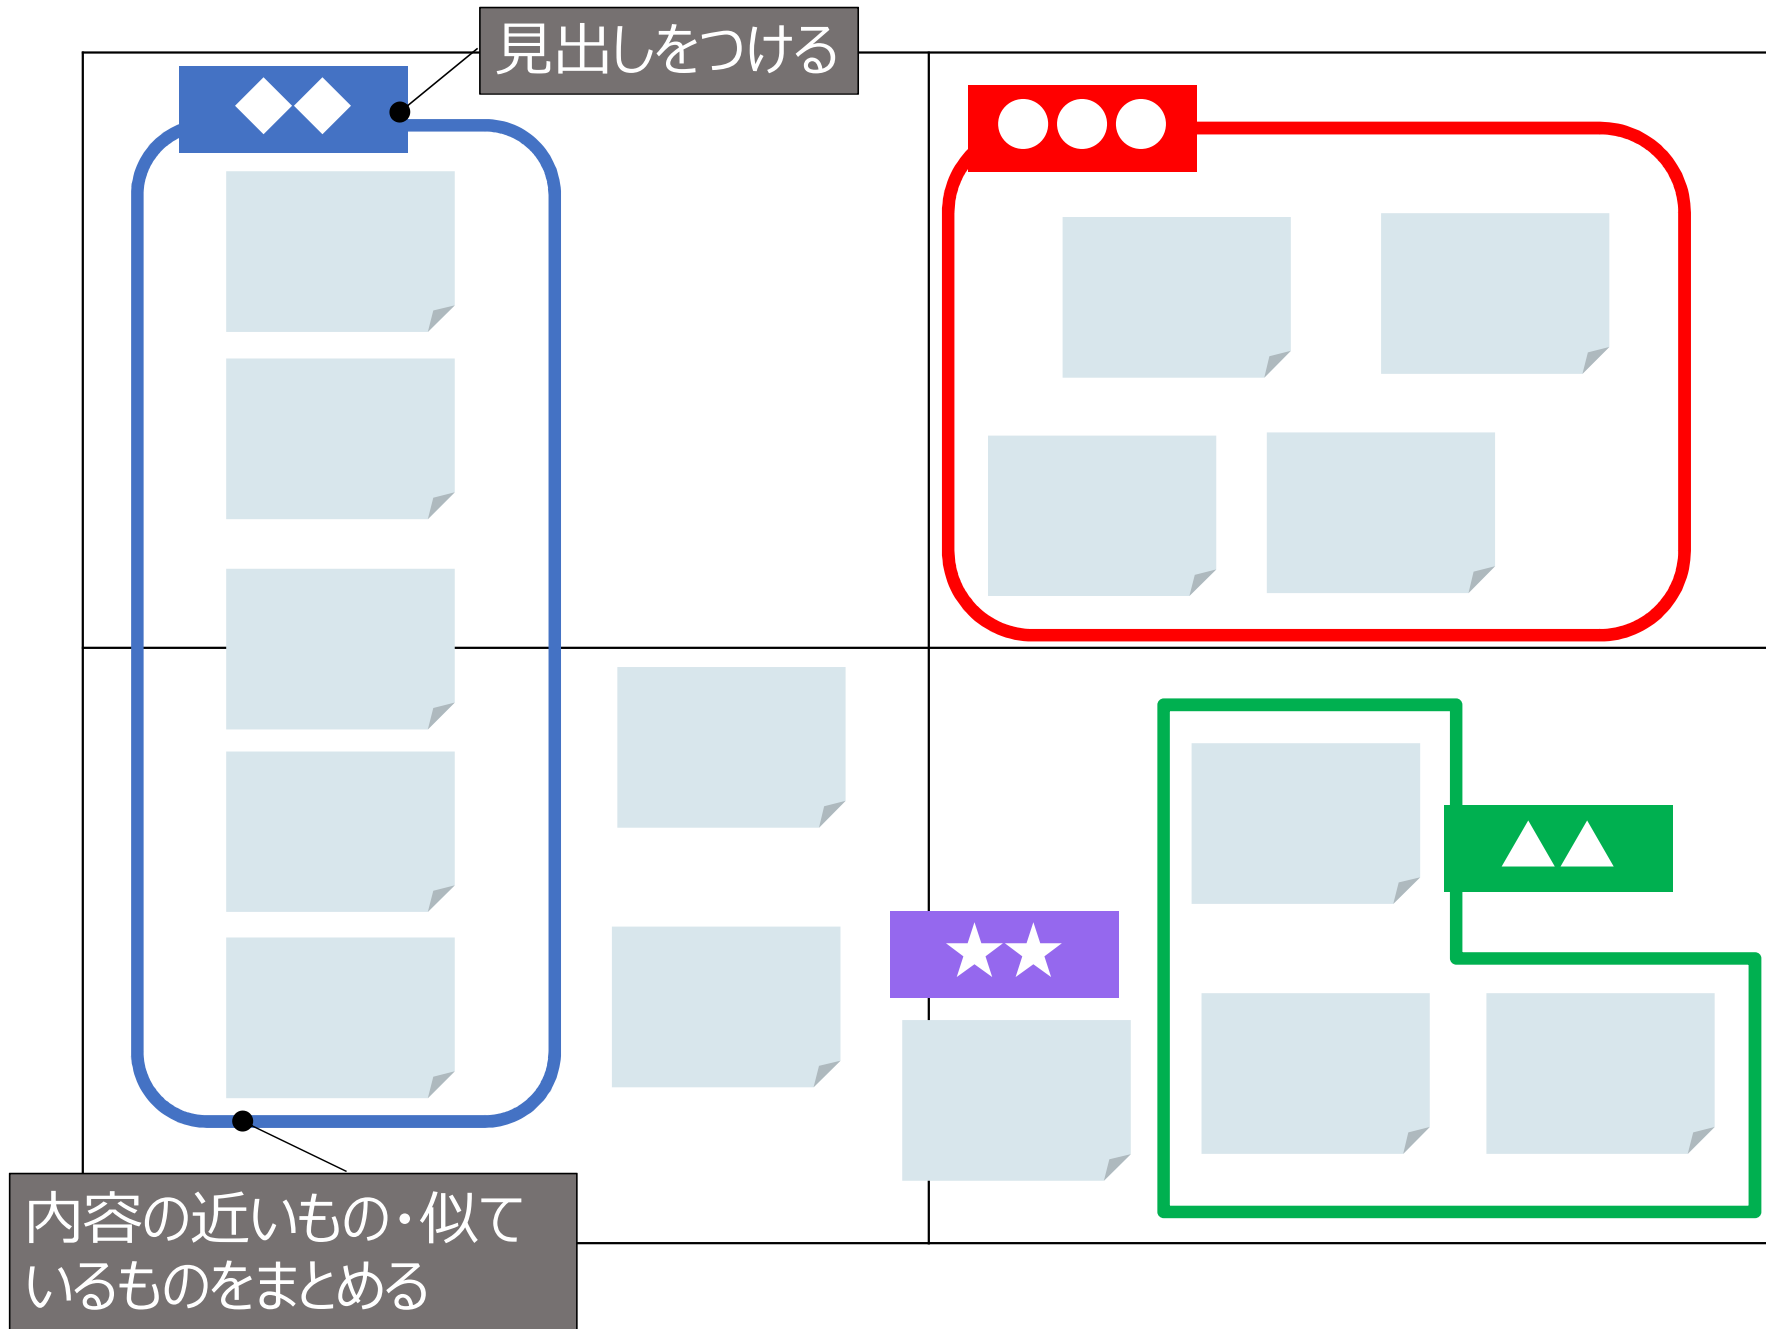 見出しをつける
◆◆
●●●
▲▲
★★
内容の近いもの・似て
いるものをまとめる